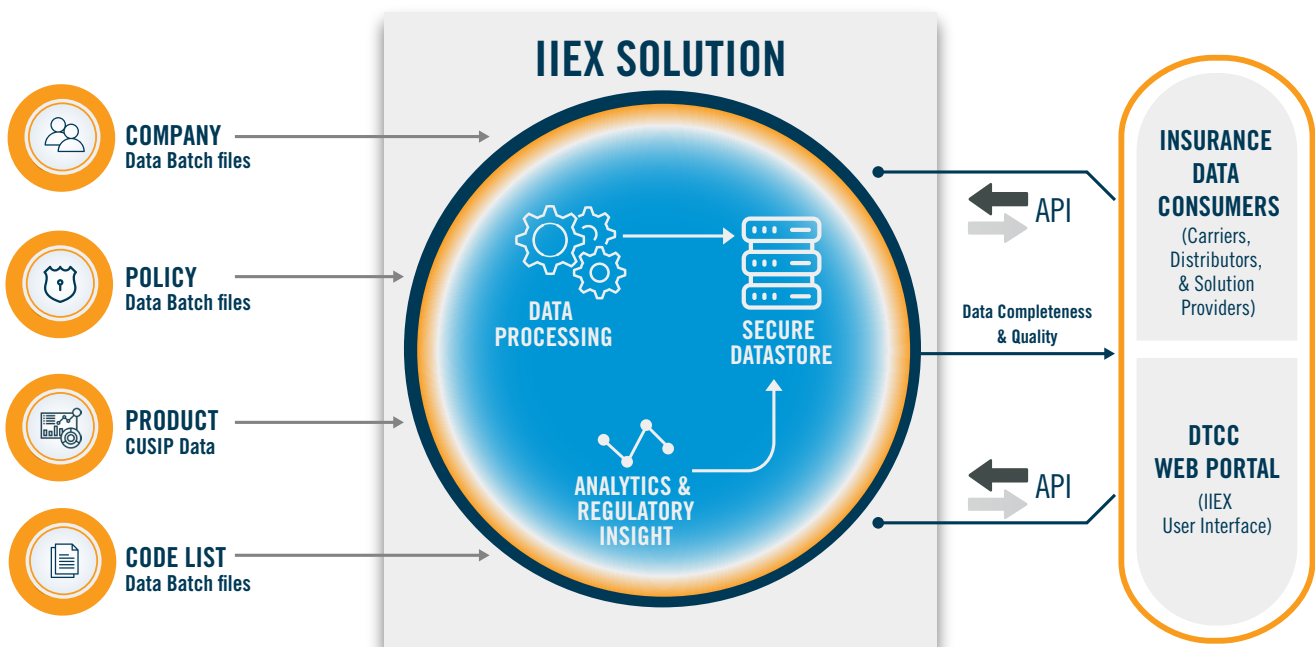 IIEX SOLUTION
COMPANY
Data Batch files
POLICY
Data Batch files
PRODUCT
CUSIP Data
CODE LIST
Data Batch files
DATA
PROCESSING
SECURE
DATASTORE
ANALYTICS &
REGULATORY
INSIGHT
API
Data Completeness
& Quality
API
INSURANCE
DATA
CONSUMERS
(Carriers,
Distributors,
& Solution
Providers)
DTCC
WEB PORTAL
(IIEX
User Interface)